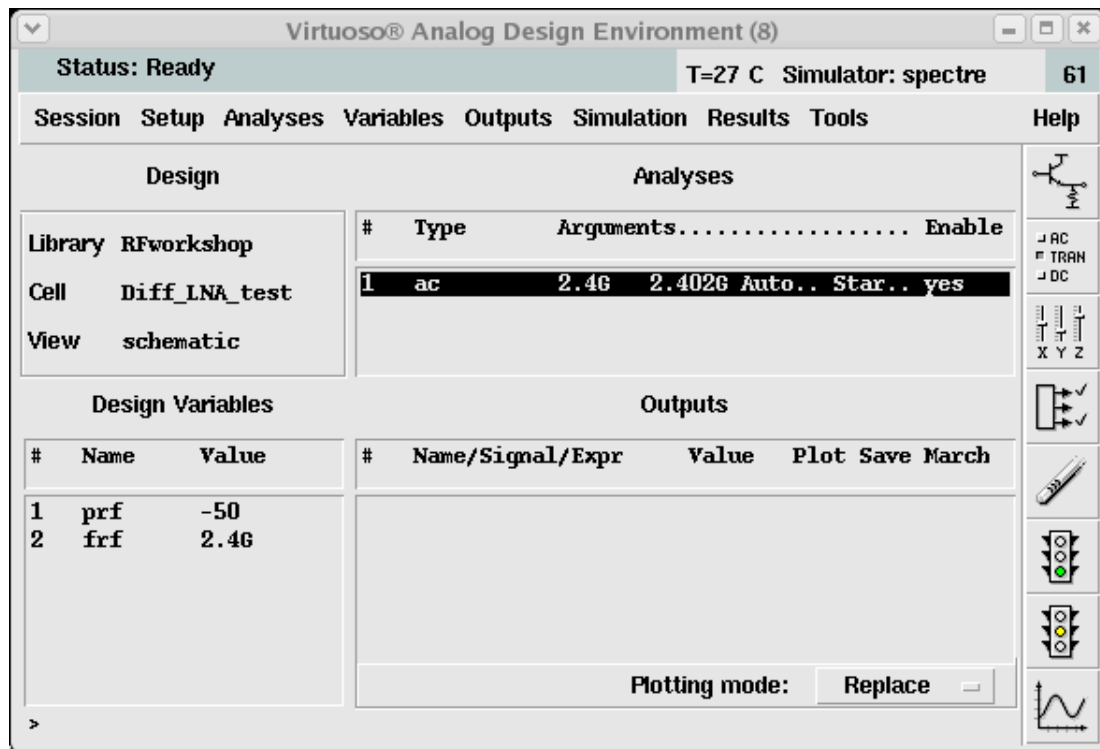 Virtuoso® Analog Design Environment (8)
Status: Ready
T=27 C Simulator: spectre 61
Session Setup Analyses Variables Outputs Simulation Results Tools Help
Design
Library RFworkshop
Cell Diff_LNA_test
View schematic
Analyses
# Type Arguments................... Enable
1 ac 2.4G 2.402G Auto.. Star.. yes
Design Variables
# Name Value
1 prf -50
2 frf 2.4G
Outputs
# Name/Signal/Expr Value Plot Save March
Plotting mode: Replace
>
AC
TRAN
DC
X Y Z